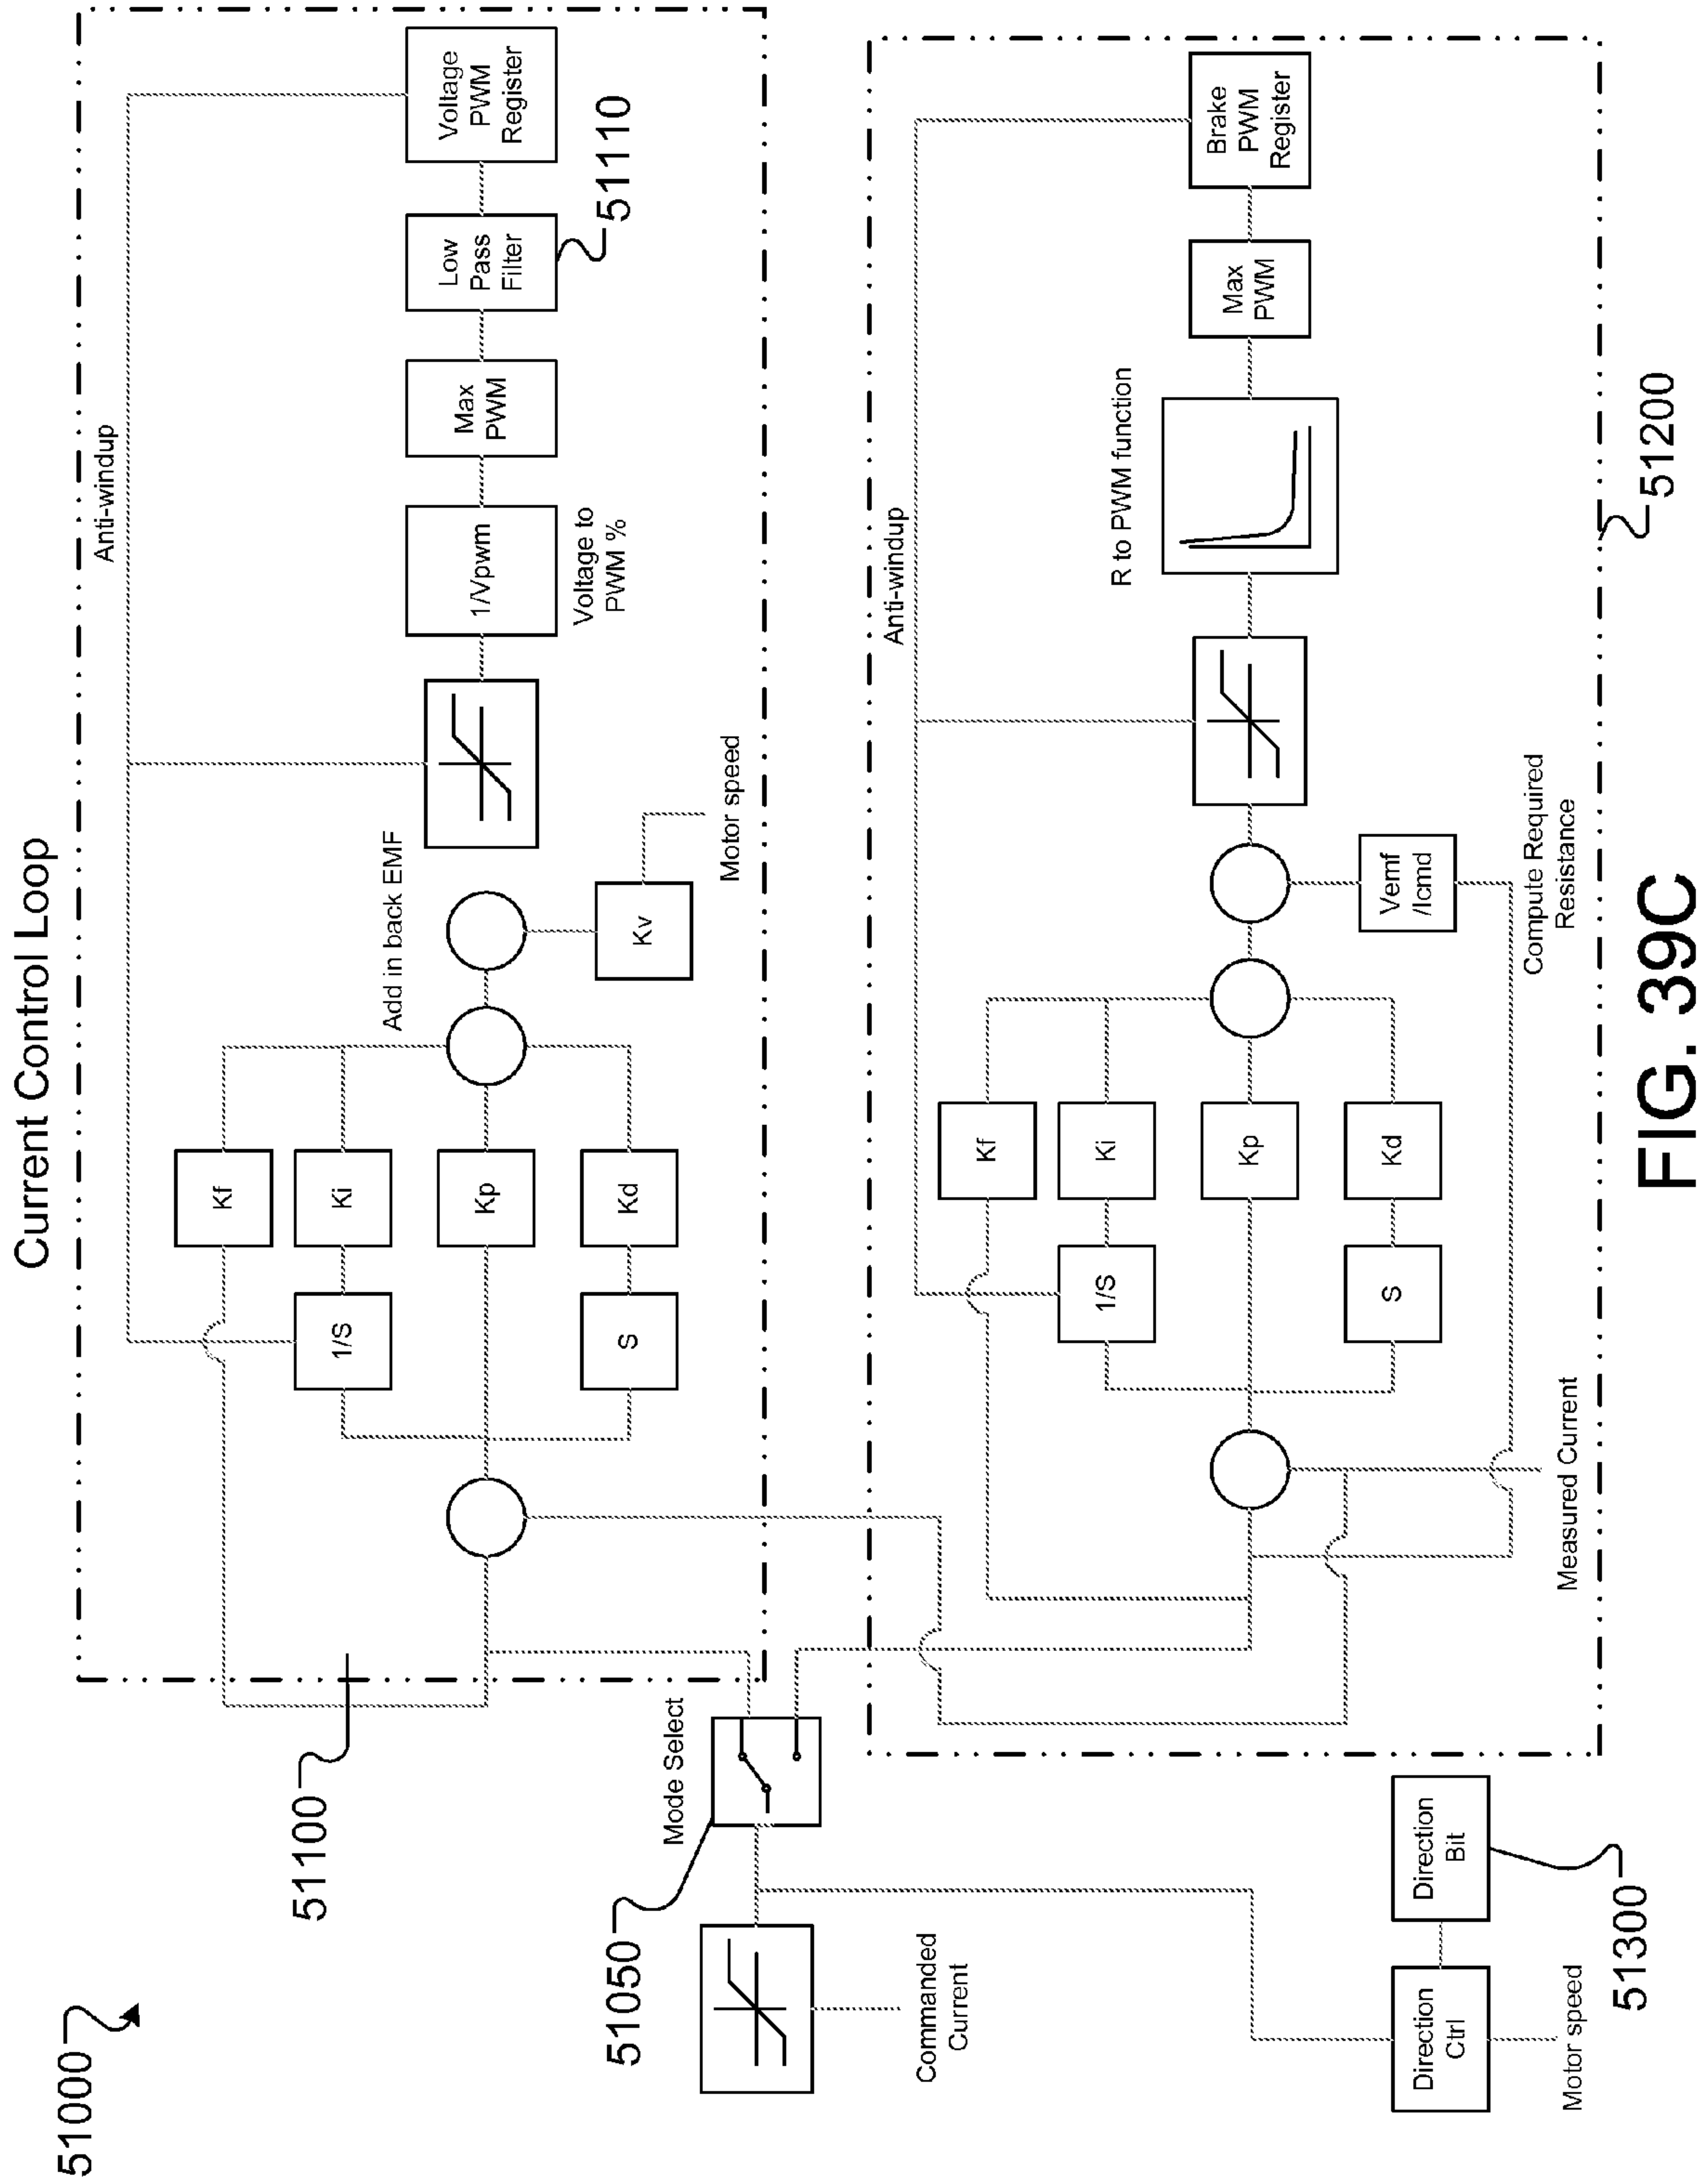 Current Control Loop
51000
51100
Anti-windup
Kf
Ki
1/S
Kp
Kd
S
Add in back EMF
Kv
Motor speed
1/Vpwm
Voltage to
PWM %
Max
PWM
Low
Pass
Filter
51110
Voltage
PWM
Register
51050
Mode Select
Commanded
Current
Direction
Ctrl
Direction
Bit
51300
Motor speed
Anti-windup
Kf
Ki
1/S
Kp
Kd
S
Measured Current
Vemf
/Icmd
Compute Required
Resistance
R to PWM function
Max
PWM
Brake
PWM
Register
51200
FIG. 39C